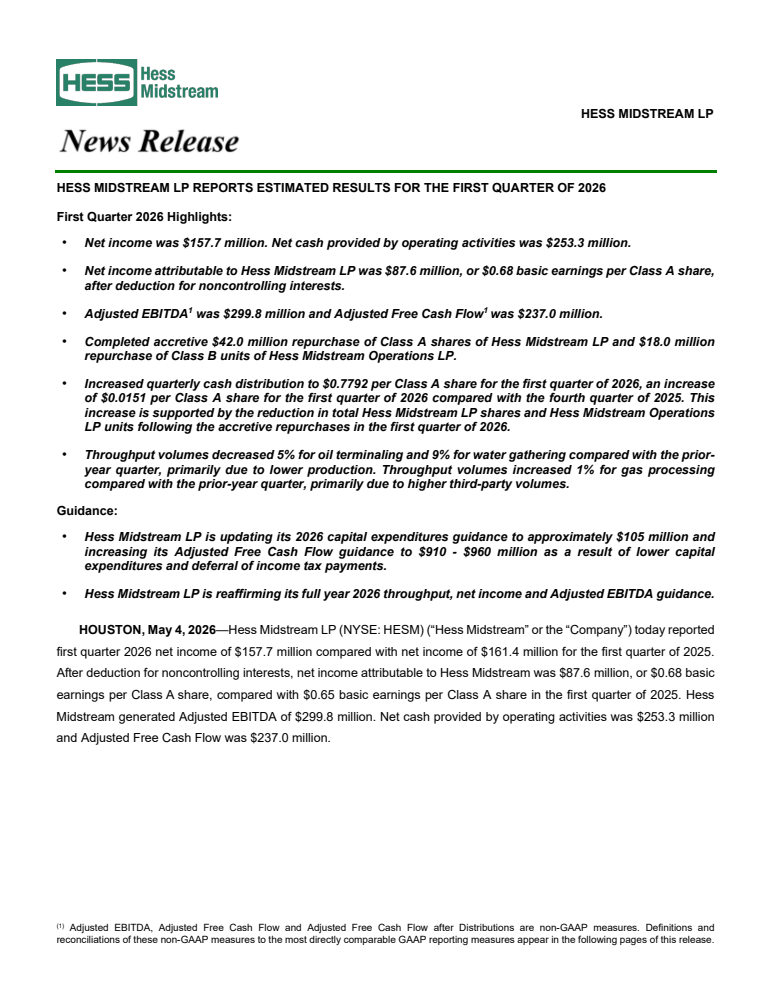 HESS Hess
Midstream
HESS MIDSTREAM LP
News Release
HESS MIDSTREAM LP REPORTS ESTIMATED RESULTS FOR THE FIRST QUARTER OF 2026
First Quarter 2026 Highlights:
• Net income was $157.7 million. Net cash provided by operating activities was $253.3 million.
• Net income attributable to Hess Midstream LP was $87.6 million, or $0.68 basic earnings per Class A share,
after deduction for noncontrolling interests.
• Adjusted EBITDA¹ was $299.8 million and Adjusted Free Cash Flow¹ was $237.0 million.
• Completed accretive $42.0 million repurchase of Class A shares of Hess Midstream LP and $18.0 million
repurchase of Class B units of Hess Midstream Operations LP.
• Increased quarterly cash distribution to $0.7792 per Class A share for the first quarter of 2026, an increase
of $0.0151 per Class A share for the first quarter of 2026 compared with the fourth quarter of 2025. This
increase is supported by the reduction in total Hess Midstream LP shares and Hess Midstream Operations
LP units following the accretive repurchases in the first quarter of 2026.
• Throughput volumes decreased 5% for oil terminaling and 9% for water gathering compared with the prior-
year quarter, primarily due to lower production. Throughput volumes increased 1% for gas processing
compared with the prior-year quarter, primarily due to higher third-party volumes.
Guidance:
• Hess Midstream LP is updating its 2026 capital expenditures guidance to approximately $105 million and
increasing its Adjusted Free Cash Flow guidance to $910 - $960 million as a result of lower capital
expenditures and deferral of income tax payments.
• Hess Midstream LP is reaffirming its full year 2026 throughput, net income and Adjusted EBITDA guidance.
HOUSTON, May 4, 2026—Hess Midstream LP (NYSE: HESM) (“Hess Midstream” or the “Company”) today reported
first quarter 2026 net income of $157.7 million compared with net income of $161.4 million for the first quarter of 2025.
After deduction for noncontrolling interests, net income attributable to Hess Midstream was $87.6 million, or $0.68 basic
earnings per Class A share, compared with $0.65 basic earnings per Class A share in the first quarter of 2025. Hess
Midstream generated Adjusted EBITDA of $299.8 million. Net cash provided by operating activities was $253.3 million
and Adjusted Free Cash Flow was $237.0 million.
(1) Adjusted EBITDA, Adjusted Free Cash Flow and Adjusted Free Cash Flow after Distributions are non-GAAP measures. Definitions and
reconciliations of these non-GAAP measures to the most directly comparable GAAP reporting measures appear in the following pages of this release.